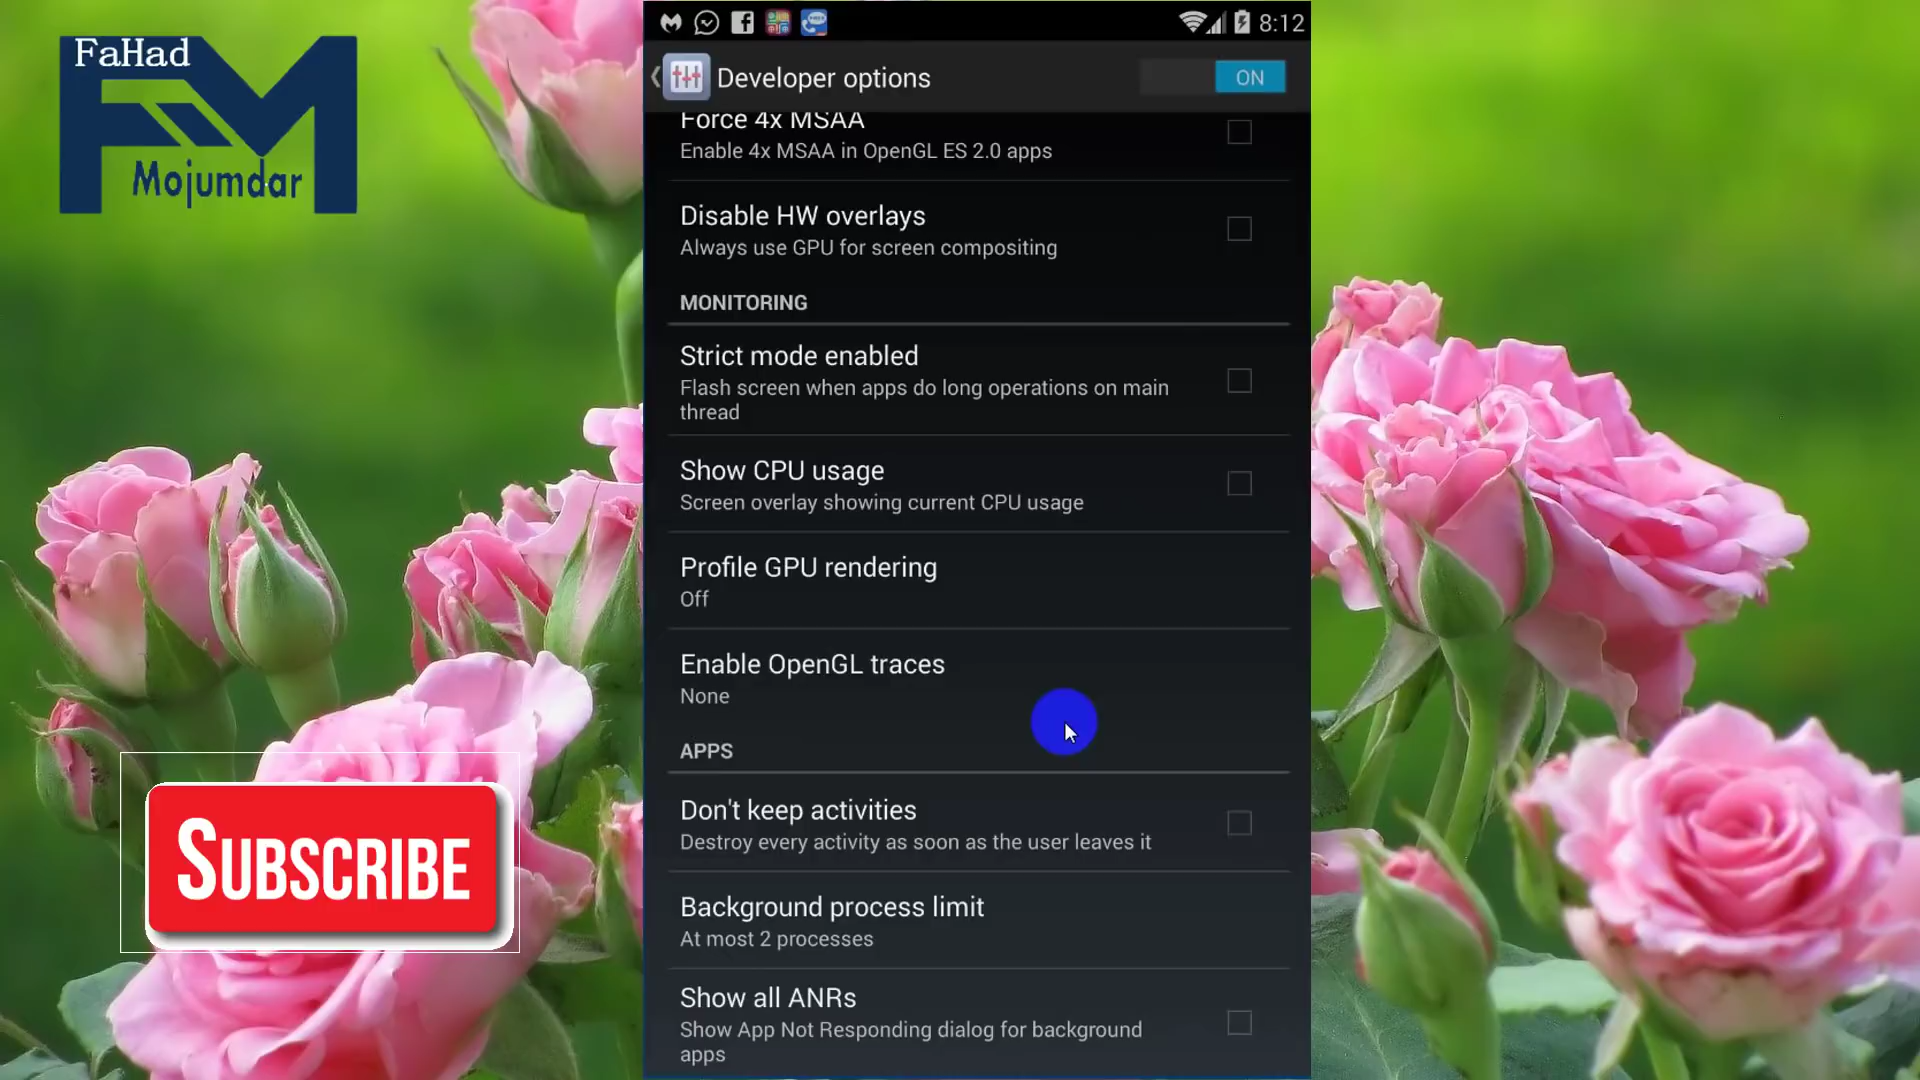 FaHad
FM
Mojumdar
8:12
Developer options
ON
Force 4x MSAA
Enable 4x MSAA in OpenGL ES 2.0 apps
Disable HW overlays
Always use GPU for screen compositing
MONITORING
Strict mode enabled
Flash screen when apps do long operations on main
thread
Show CPU usage
Screen overlay showing current CPU usage
Profile GPU rendering
Off
Enable OpenGL traces
None
APPS
Don't keep activities
Destroy every activity as soon as the user leaves it
Background process limit
At most 2 processes
Show all ANRs
Show App Not Responding dialog for background
apps
SUBSCRIBE